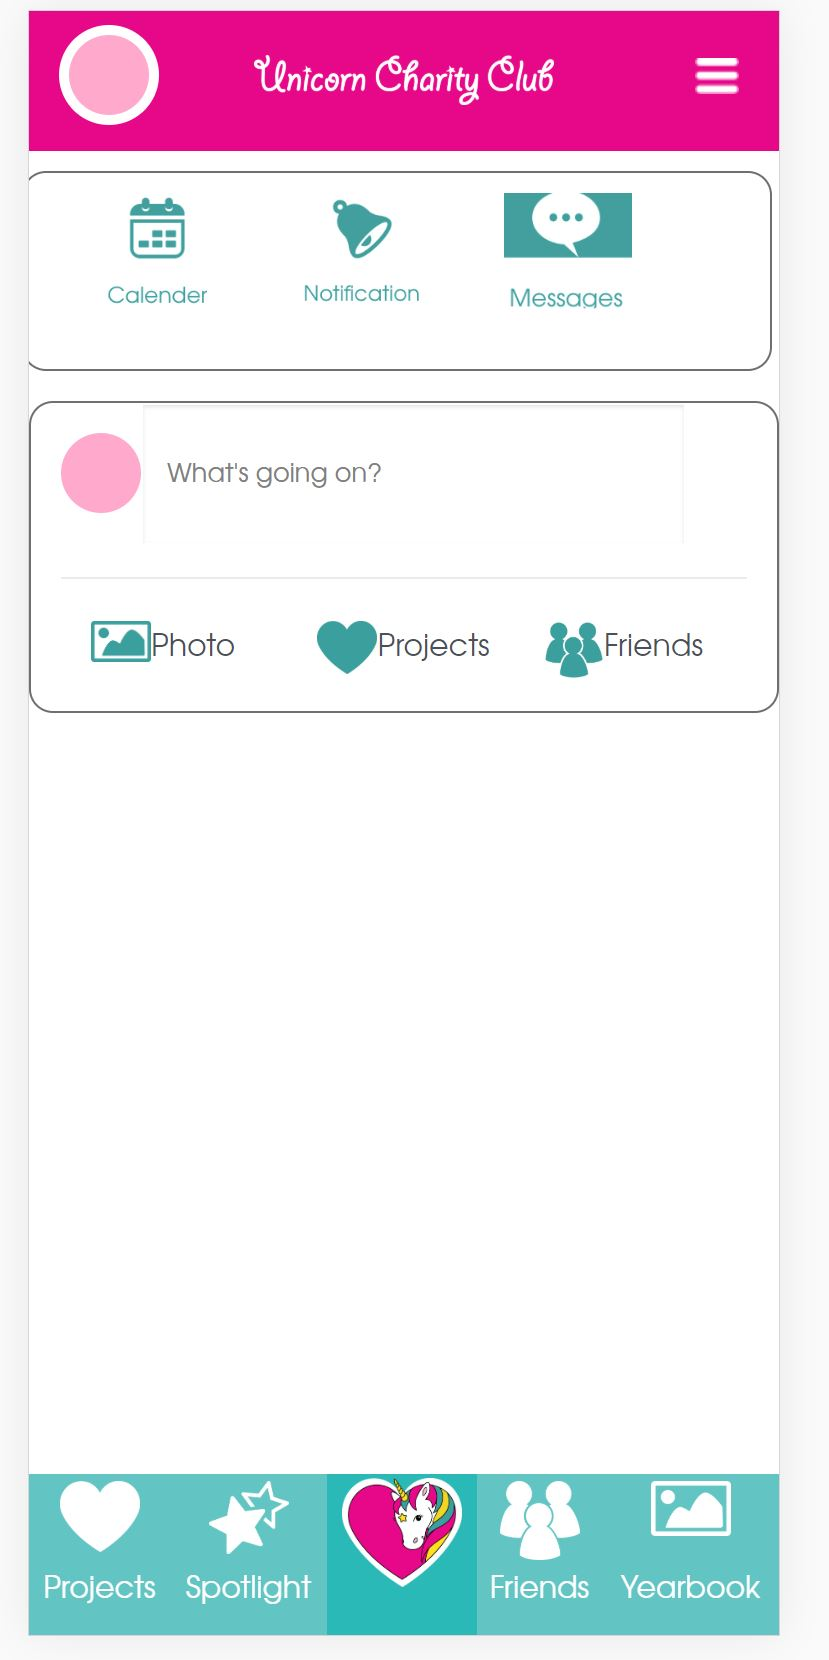 Unicorn Charity Club
Calender
Notification
Messages
What's going on?
Photo
Projects
Friends
Projects
Spotlight
Friends
Yearbook